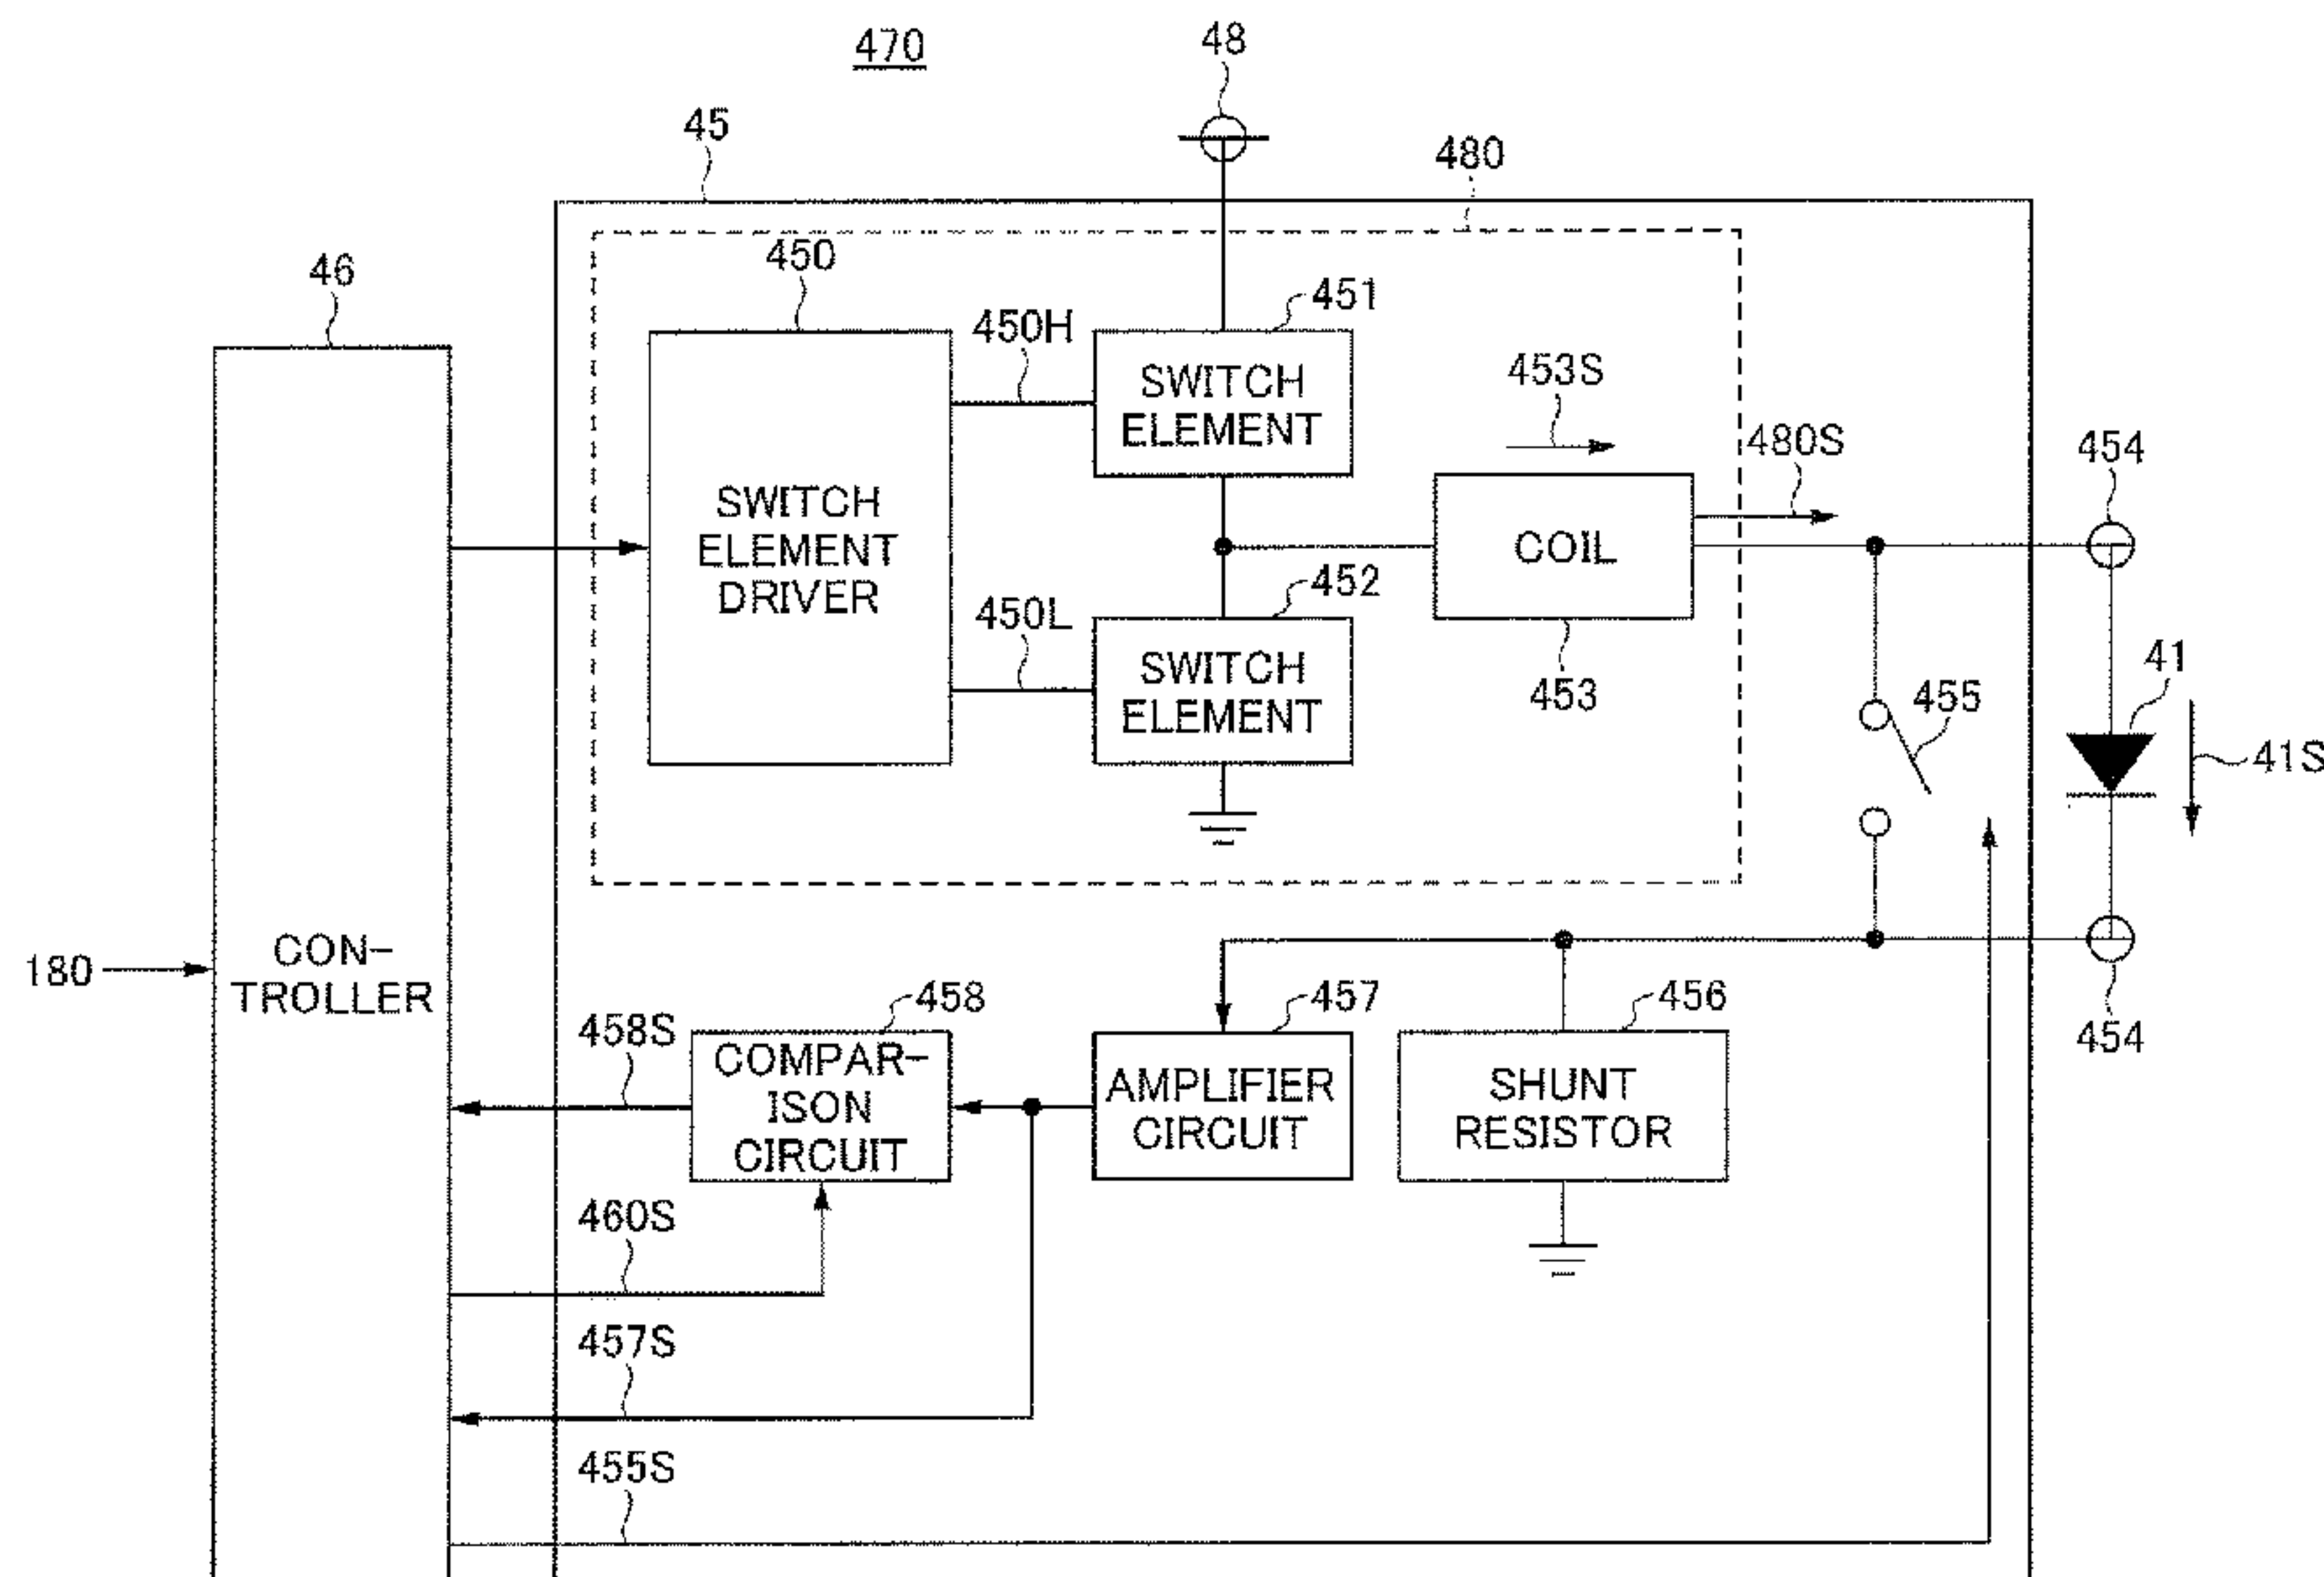 470
48
45
480
46
450
451
450H
SWITCH
ELEMENT
453S
480S
454
SWITCH
ELEMENT
DRIVER
COIL
450L
452
SWITCH
ELEMENT
453
455
41
41S
180
CON-
TROLLER
458S
458
COMPAR-
ISON
CIRCUIT
457
AMPLIFIER
CIRCUIT
456
SHUNT
RESISTOR
454
460S
457S
455S